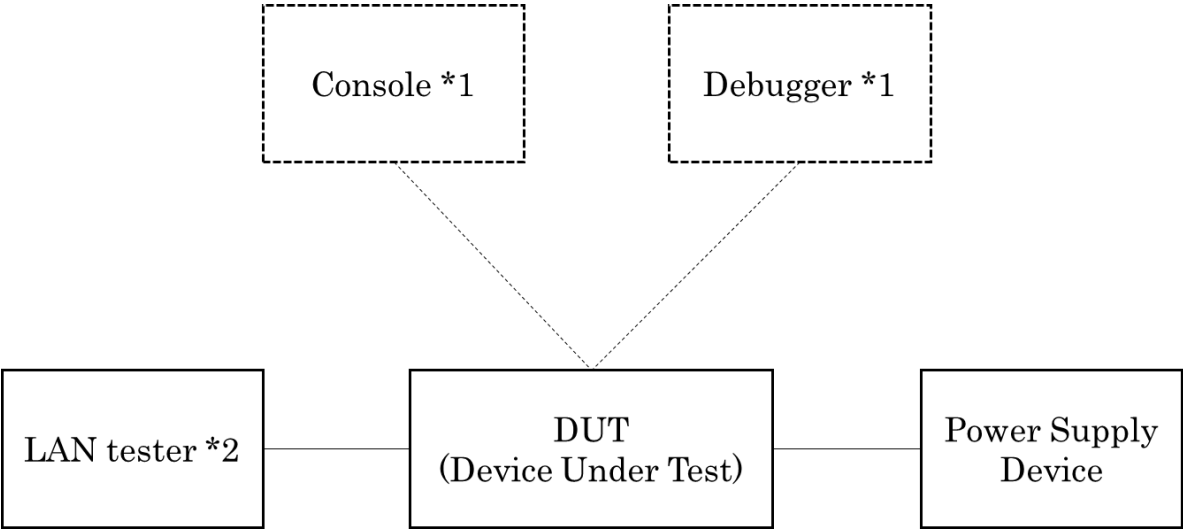 Console *1
Debugger *1
LAN tester *2
DUT
(Device Under Test)
Power Supply
Device